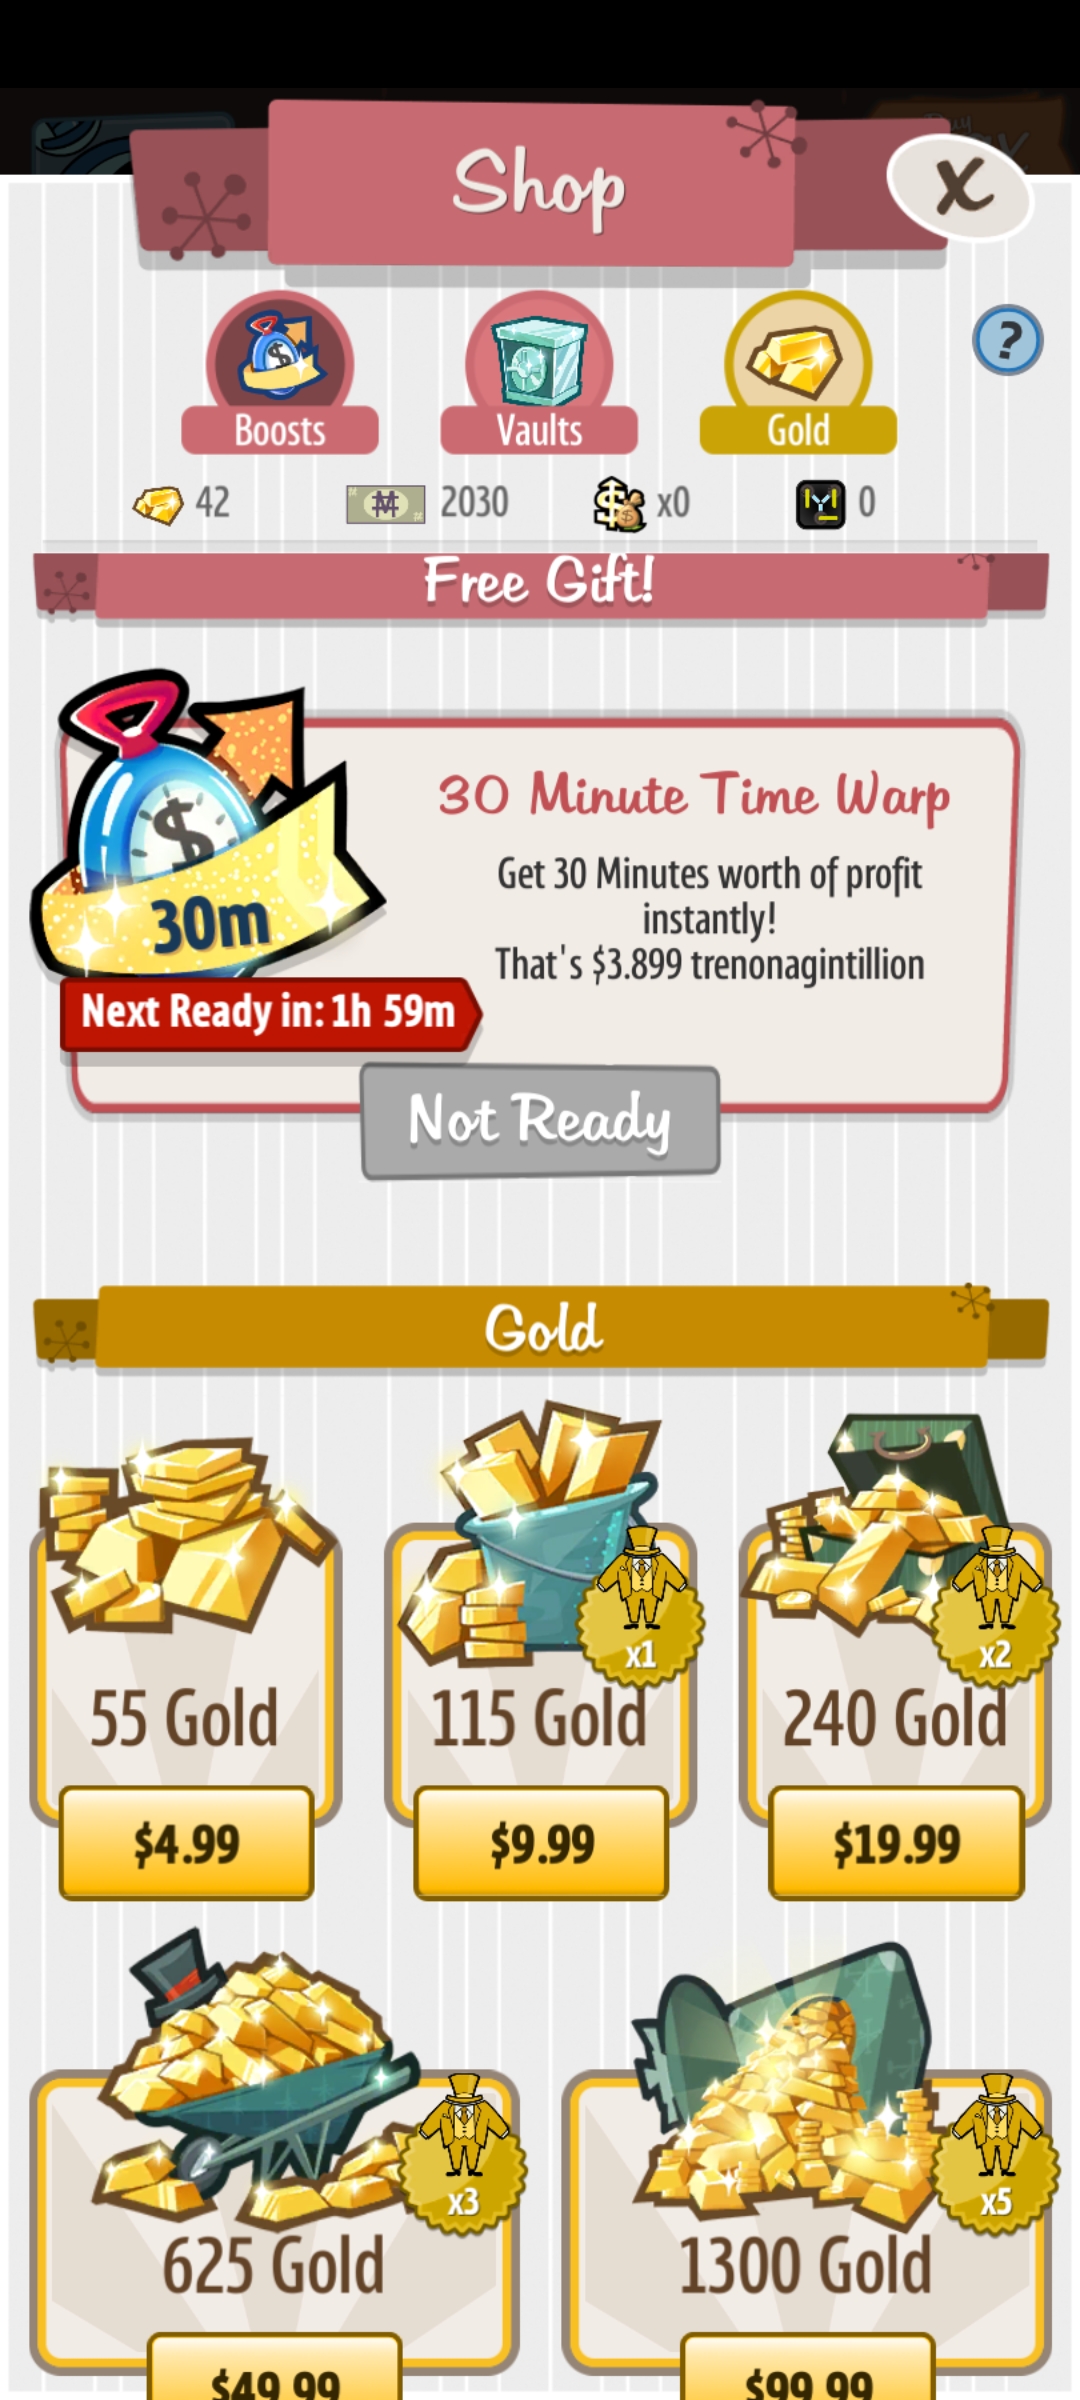 Shop
X
?
Boosts
Vaults
Gold
42
2030
x0
0
Free Gift!
30 Minute Time Warp
Get 30 Minutes worth of profit
instantly!
That's $3.899 trenonagintillion
30m
Next Ready in: 1h 59m
Not Ready
Gold
x1
x2
55 Gold
115 Gold
240 Gold
$4.99
$9.99
$19.99
x3
x5
625 Gold
1300 Gold
$49.99
$99.99